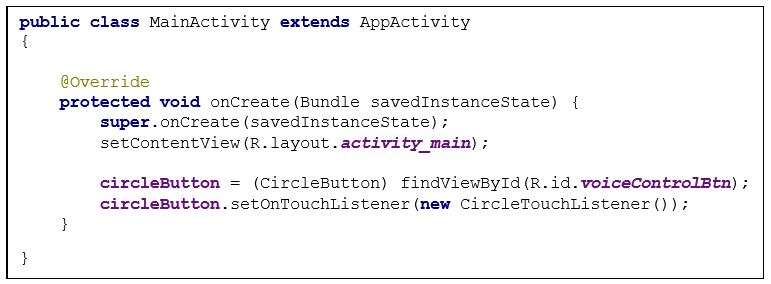 public class MainActivity extends AppActivity
{
@Override
protected void onCreate(Bundle savedInstanceState) {
super.onCreate(savedInstanceState);
setContentView(R.layout.activity_main);
circleButton = (CircleButton) findViewById(R.id.voiceControlBtn);
circleButton.setOnTouchListener(new CircleTouchListener());
}
}